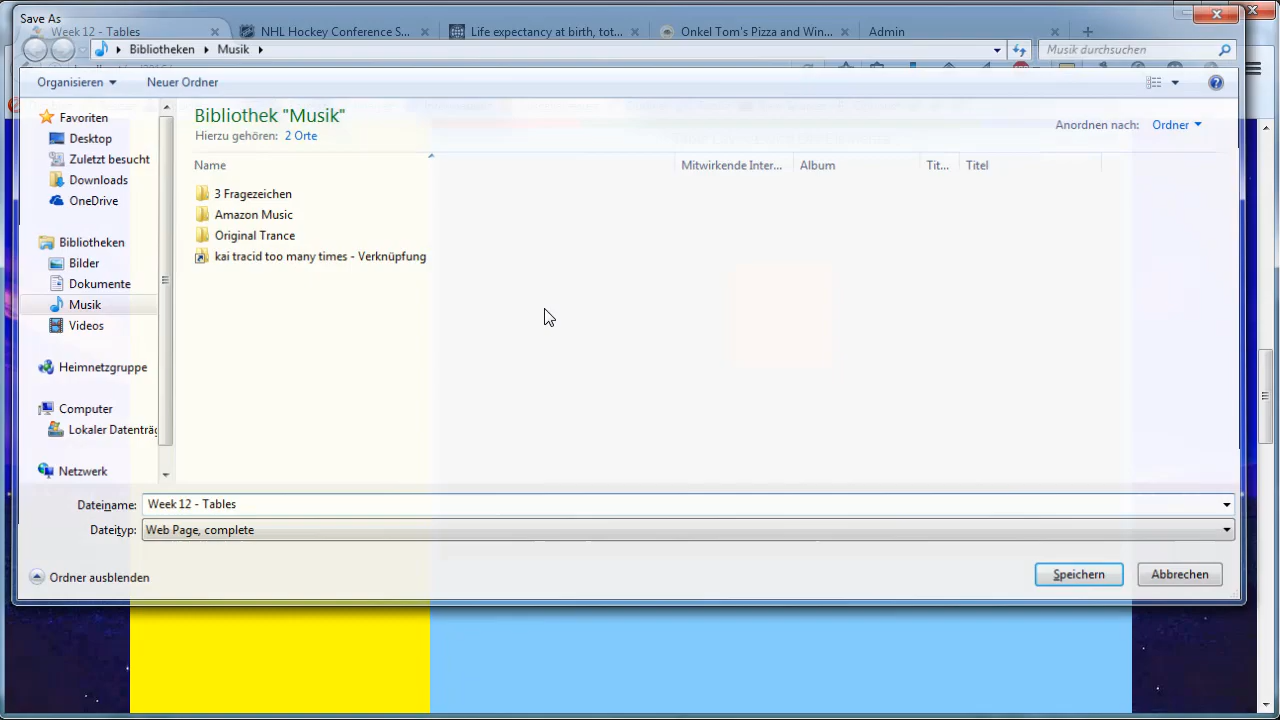 Save As
Week 12 - Tables
NHL Hockey Conference S...
Life expectancy at birth, tot...
Onkel Tom's Pizza and Win...
Admin
Bibliotheken
Musik
Musik durchsuchen
Organisieren
Neuer Ordner
Favoriten
Desktop
Zuletzt besucht
Downloads
OneDrive
Bibliotheken
Bilder
Dokumente
Musik
Videos
Heimnetzgruppe
Computer
Lokaler Datenträg
Netzwerk
Bibliothek "Musik"
Hierzu gehören: 2 Orte
Anordnen nach: Ordner
Name Mitwirkende Inter... Album Tit... Titel
3 Fragezeichen
Amazon Music
Original Trance
kai tracid too many times - Verknüpfung
Dateiname: Week 12 - Tables
Dateityp: Web Page, complete
Ordner ausblenden
Speichern
Abbrechen